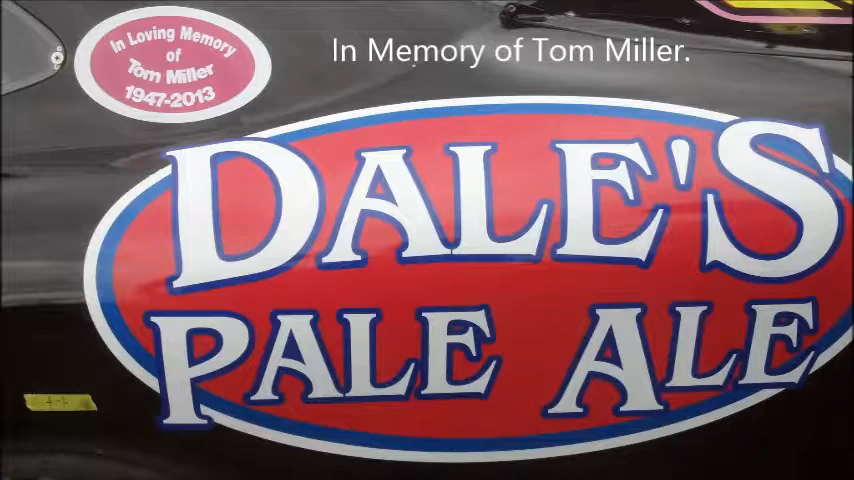 In Loving Memory
of
Tom Miller
1947-2013
In Memory of Tom Miller.
DALE'S
PALE ALE